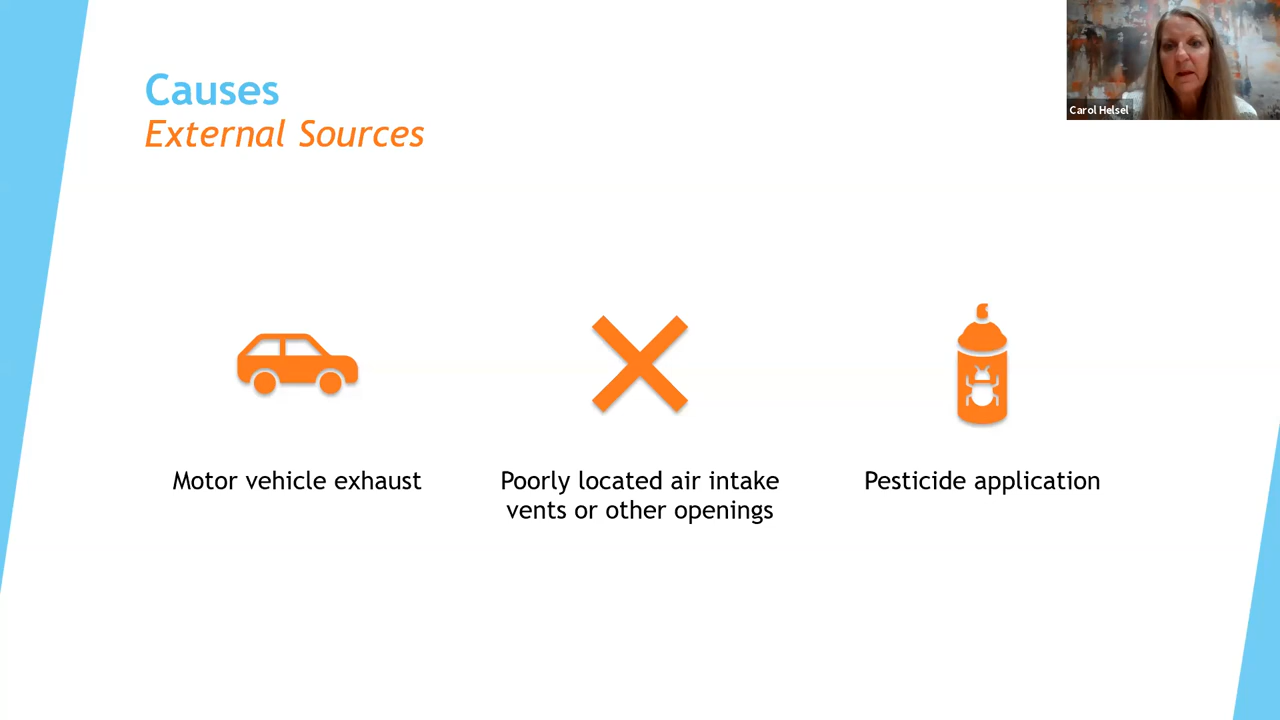 Causes
External Sources
Carol Helsel
Motor vehicle exhaust
Poorly located air intake
vents or other openings
Pesticide application